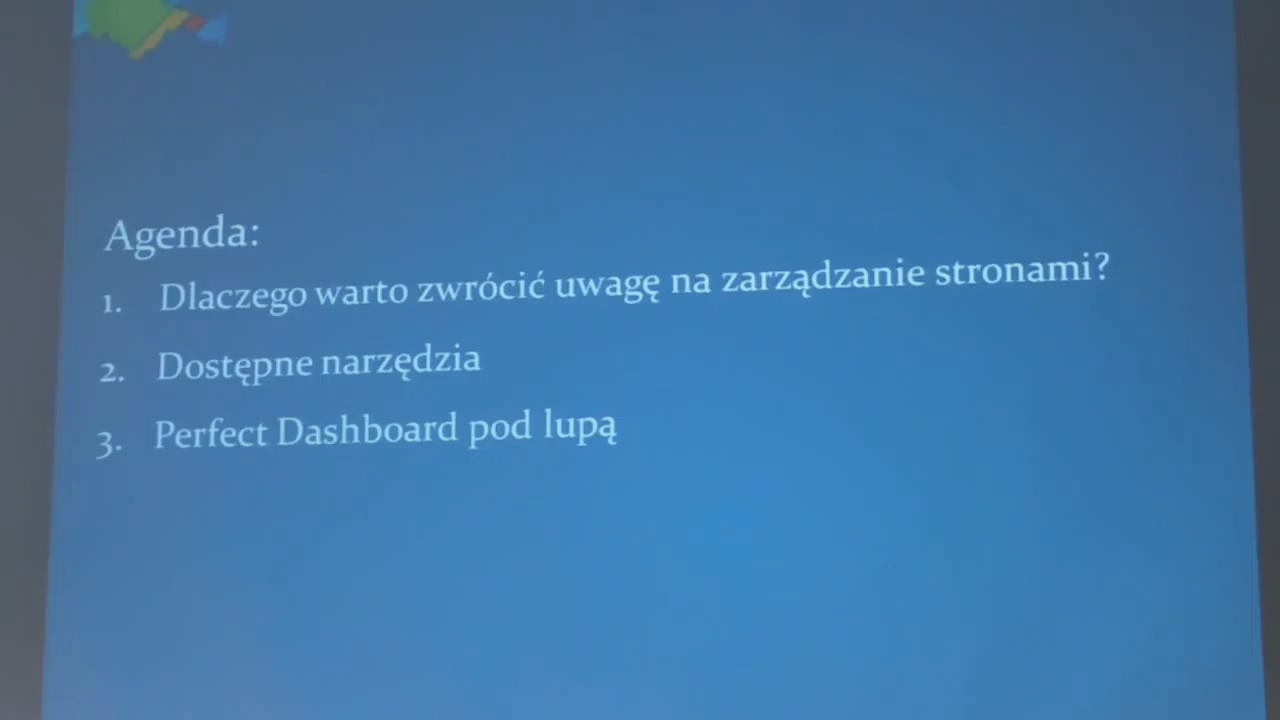 Agenda:
1. Dlaczego warto zwrócić uwagę na zarządzanie stronami?
2. Dostępne narzędzia
3. Perfect Dashboard pod lupą